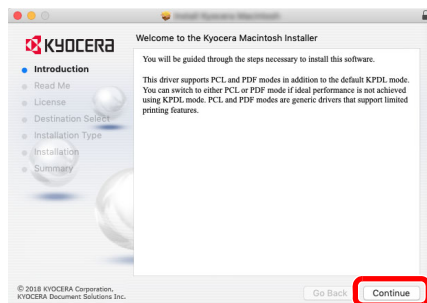 KYOCERA
Welcome to the Kyocera Macintosh Installer
You will be guided through the steps necessary to install this software.
This driver supports PCL and PDF modes in addition to the default KPDL mode.
You can switch to either PCL or PDF mode if ideal performance is not achieved
using KPDL mode. PCL and PDF modes are generic drivers that support limited
printing features.
Introduction
Read Me
License
Destination Select
Installation Type
Installation
Summary
© 2018 KYOCERA Corporation,
KYOCERA Document Solutions Inc.
Go Back
Continue